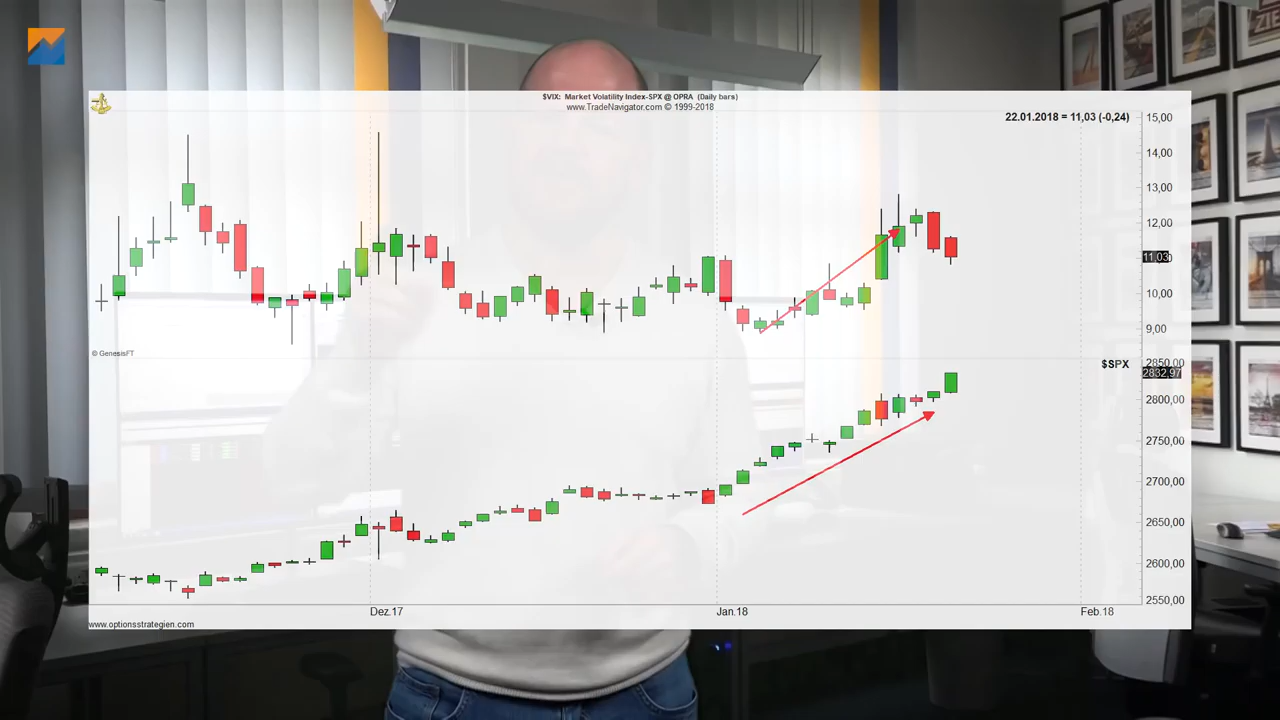 $VIX: Market Volatility Index-SPX @ OPRA (Daily bars)
www.TradeNavigator.com © 1999-2018
22.01.2018 = 11,03 (-0,24)
15,00
14,00
13,00
12,00
11,03
10,00
9,00
© GenesisFT
$SPX
2850,00
2832,97
2800,00
2750,00
2700,00
2650,00
2600,00
2550,00
Dez.17
Jan.18
Feb.18
www.optionsstrategien.com